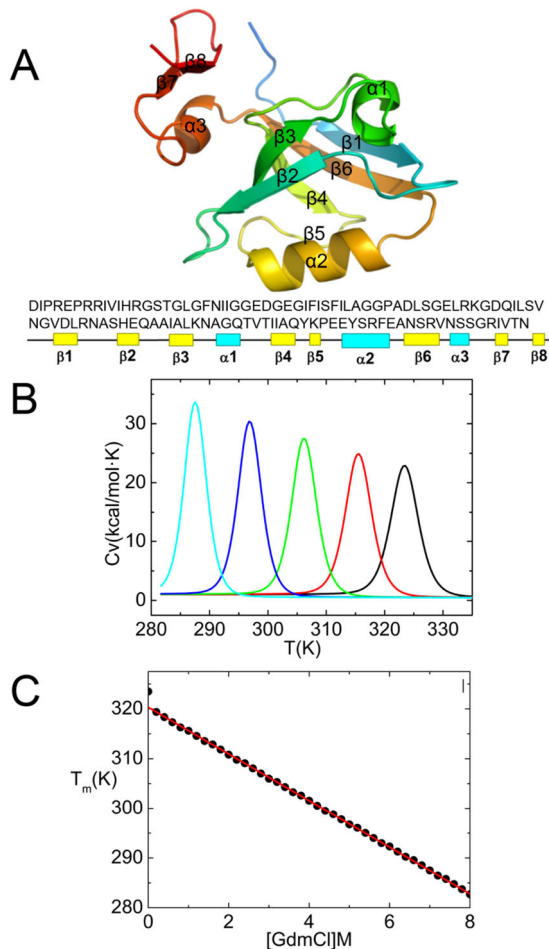 A
β8
β7
α1
α3
β3
β1
β2
β6
β4
β5
α2
DIPREPRRIVIHRGSTGLGFNIIGGEDGEGIFISFILAGGPADLSGELRKGDQILSV
NGVDLRNASHEQAAIALKNAGQTVTIIAQYKPEEYSRFEANSRVNSSGRIVTN
β1 β2 β3 α1 β4 β5 α2 β6 α3 β7 β8
B
Cv(kcal/mol·K)
30
20
10
0
280 290 300 310 320 330
T(K)
C
Tm(K)
320
310
300
290
280
0 2 4 6 8
[GdmCl]M